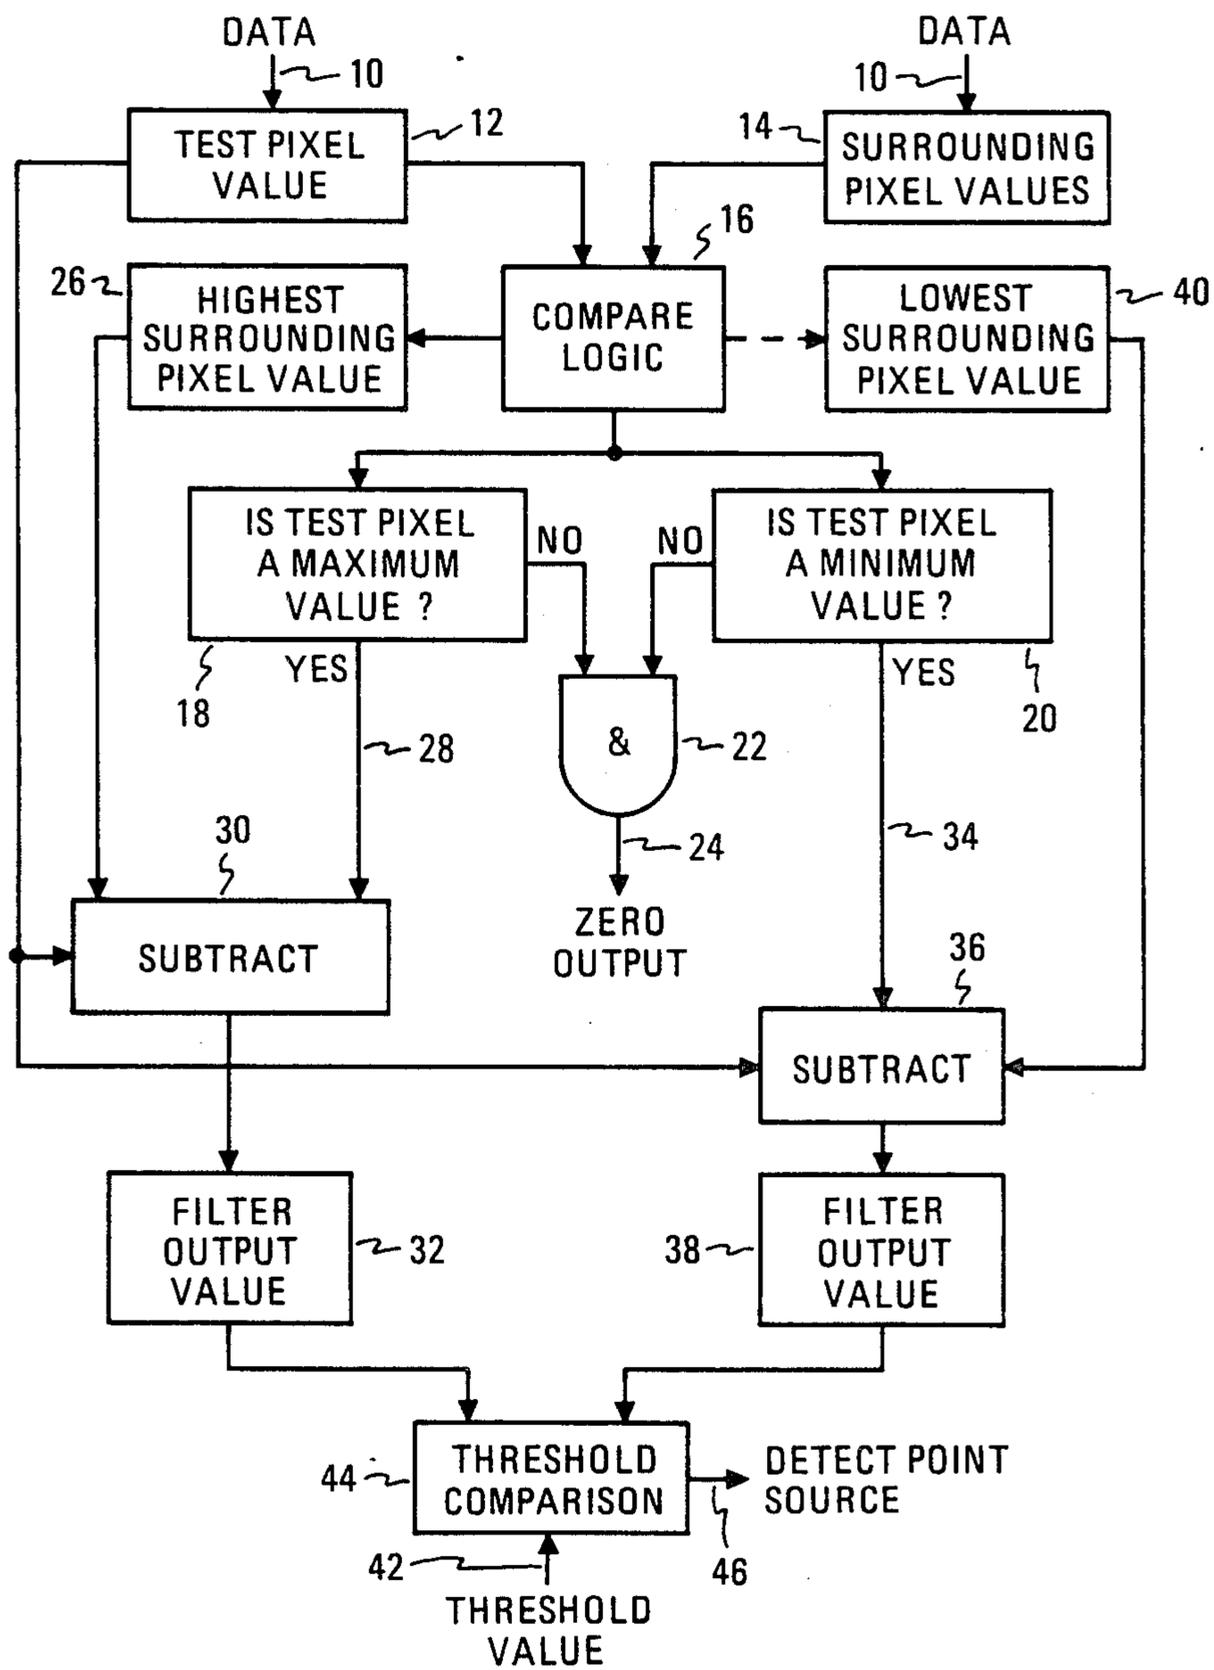 DATA
10
DATA
10
TEST PIXEL
VALUE
12
14
SURROUNDING
PIXEL VALUES
16
26
HIGHEST
SURROUNDING
PIXEL VALUE
COMPARE
LOGIC
LOWEST
SURROUNDING
PIXEL VALUE
40
IS TEST PIXEL
A MAXIMUM
VALUE ?
NO
NO
IS TEST PIXEL
A MINIMUM
VALUE ?
18
YES
28
&
22
YES
20
30
24
34
ZERO
OUTPUT
SUBTRACT
36
SUBTRACT
FILTER
OUTPUT
VALUE
32
38
FILTER
OUTPUT
VALUE
44
THRESHOLD
COMPARISON
DETECT POINT
SOURCE
42
46
THRESHOLD
VALUE